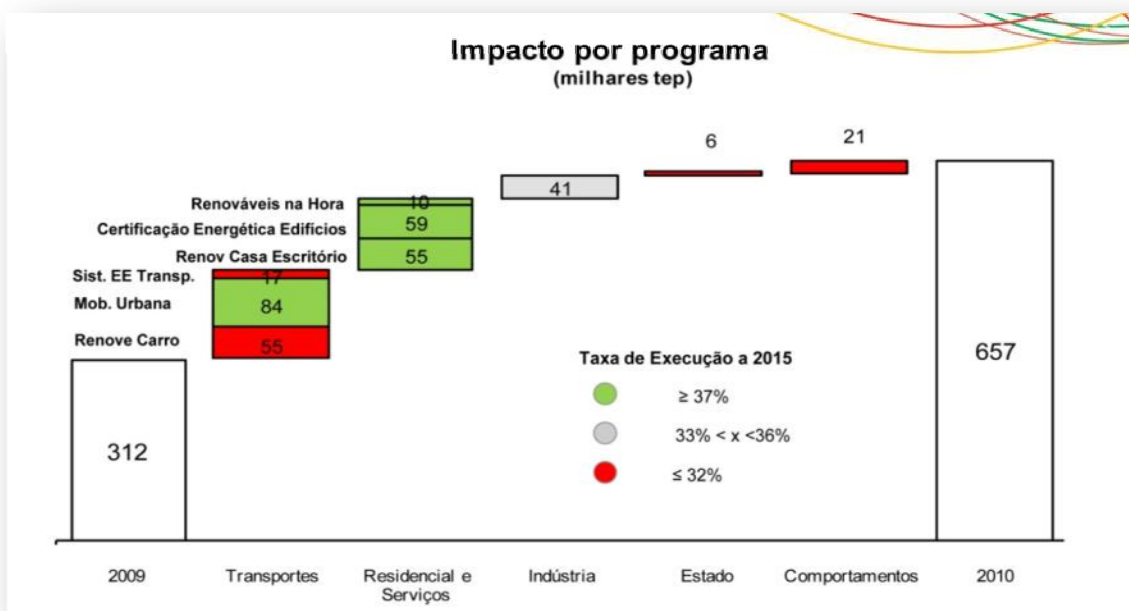 Impacto por programa
(milhares tep)
6
21
41
Renováveis na Hora
10
Certificação Energética Edifícios
59
Renov Casa Escritório
55
Sist. EE Transp.
17
Mob. Urbana
84
Renove Carro
55
312
657
Taxa de Execução a 2015
≥ 37%
33% < x <36%
≤ 32%
2009
Transportes
Residencial e
Serviços
Indústria
Estado
Comportamentos
2010